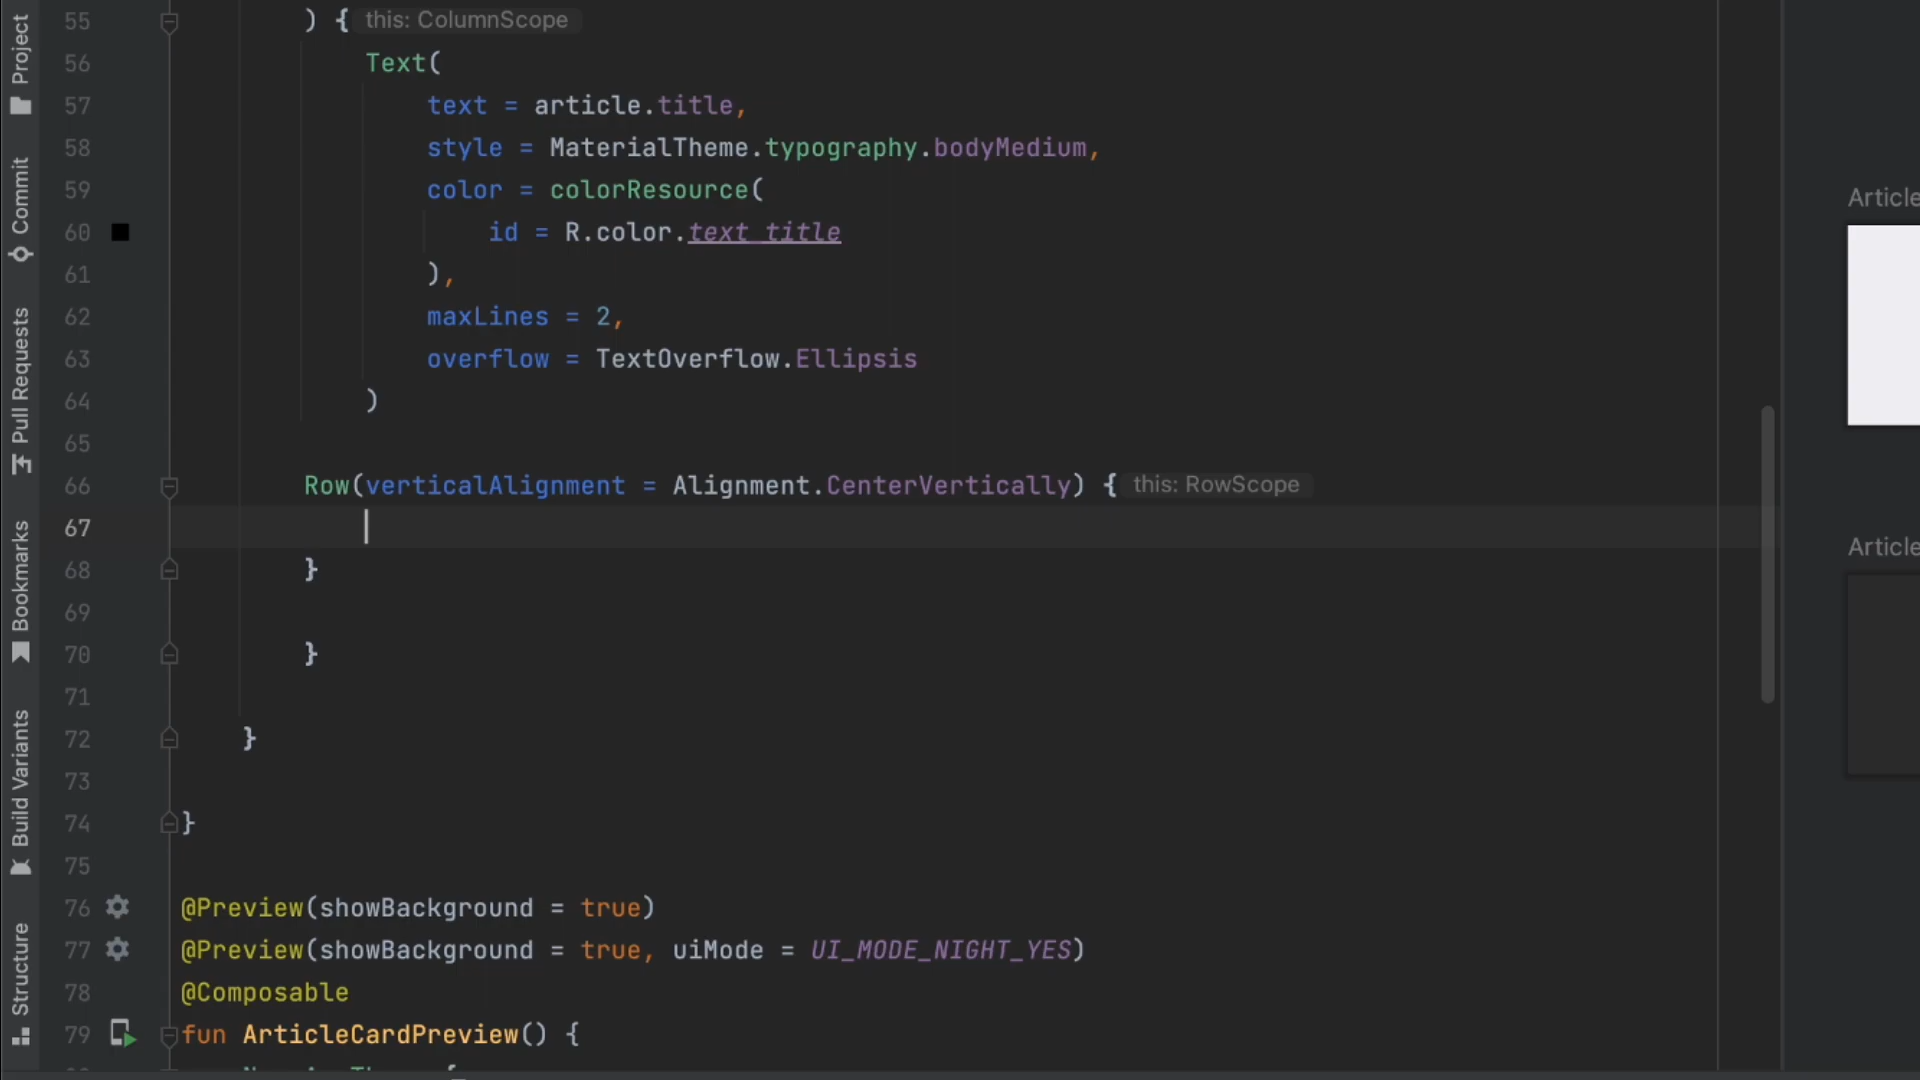 Project
Commit
Pull Requests
Bookmarks
Build Variants
Structure
55 ) { this: ColumnScope
56 Text(
57 text = article.title,
58 style = MaterialTheme.typography.bodyMedium,
59 color = colorResource(
60 id = R.color.text_title
61 ),
62 maxLines = 2,
63 overflow = TextOverflow.Ellipsis
64 )
65
66 Row(verticalAlignment = Alignment.CenterVertically) { this: RowScope
67
68 }
69
70 }
71
72 }
73
74 }
75
76 @Preview(showBackground = true)
77 @Preview(showBackground = true, uiMode = UI_MODE_NIGHT_YES)
78 @Composable
79 fun ArticleCardPreview() {
Article
Article